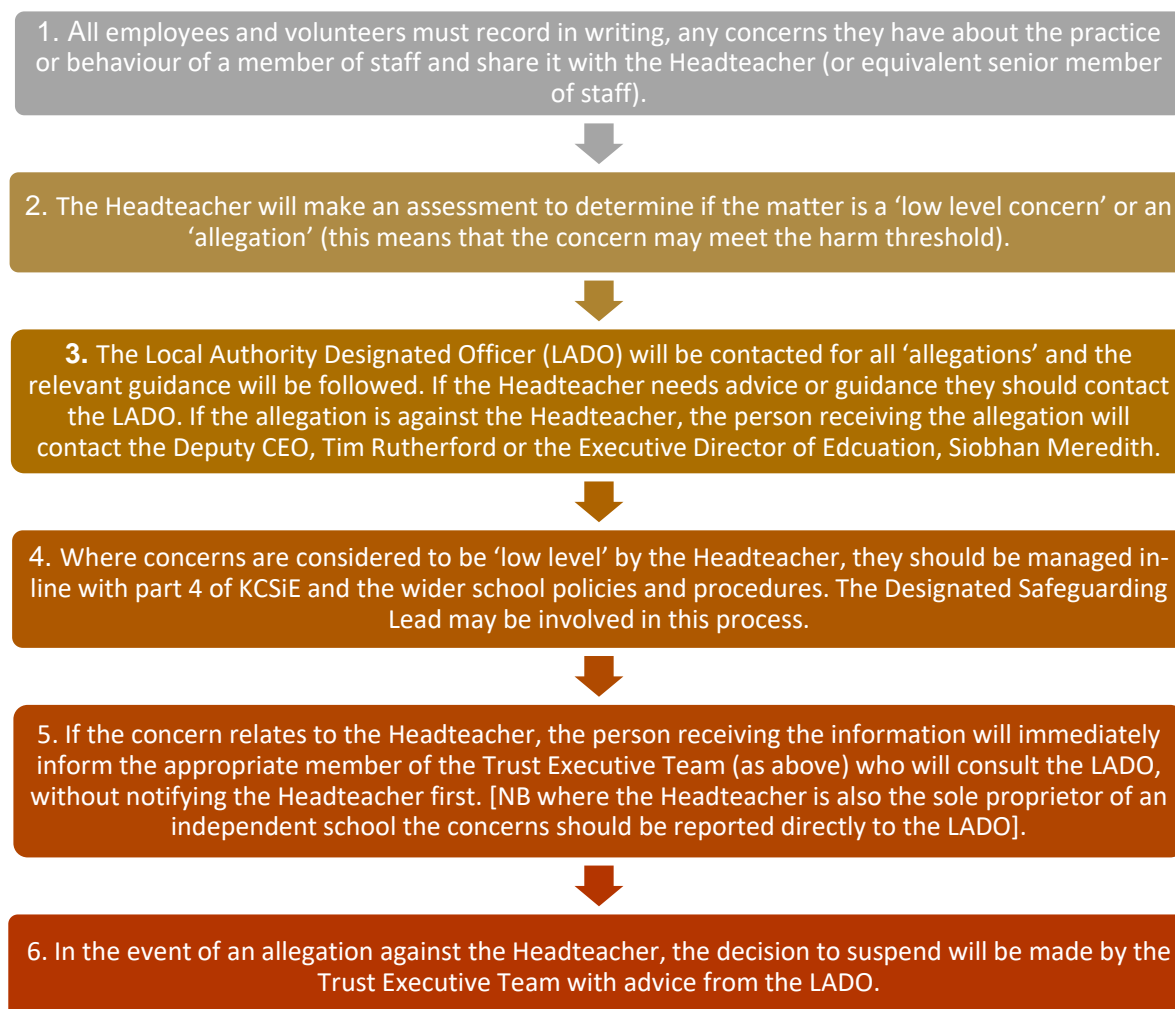 1. All employees and volunteers must record in writing, any concerns they have about the practice
or behaviour of a member of staff and share it with the Headteacher (or equivalent senior member
of staff).
2. The Headteacher will make an assessment to determine if the matter is a ‘low level concern’ or an
‘allegation’ (this means that the concern may meet the harm threshold).
3. The Local Authority Designated Officer (LADO) will be contacted for all ‘allegations’ and the
relevant guidance will be followed. If the Headteacher needs advice or guidance they should contact
the LADO. If the allegation is against the Headteacher, the person receiving the allegation will
contact the Deputy CEO, Tim Rutherford or the Executive Director of Edcuation, Siobhan Meredith.
4. Where concerns are considered to be ‘low level’ by the Headteacher, they should be managed in-
line with part 4 of KCSiE and the wider school policies and procedures. The Designated Safeguarding
Lead may be involved in this process.
5. If the concern relates to the Headteacher, the person receiving the information will immediately
inform the appropriate member of the Trust Executive Team (as above) who will consult the LADO,
without notifying the Headteacher first. [NB where the Headteacher is also the sole proprietor of an
independent school the concerns should be reported directly to the LADO].
6. In the event of an allegation against the Headteacher, the decision to suspend will be made by the
Trust Executive Team with advice from the LADO.